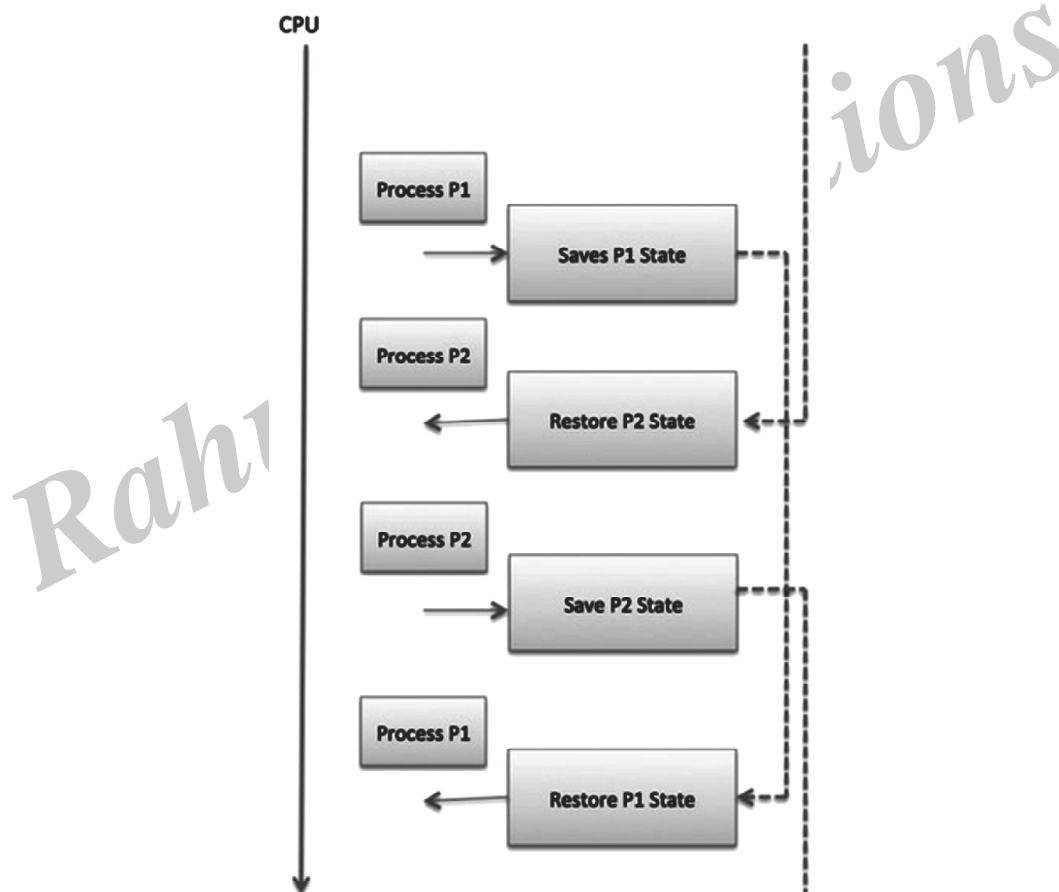 CPU
Process P1
Saves P1 State
Process P2
Restore P2 State
Process P2
Save P2 State
Process P1
Restore P1 State